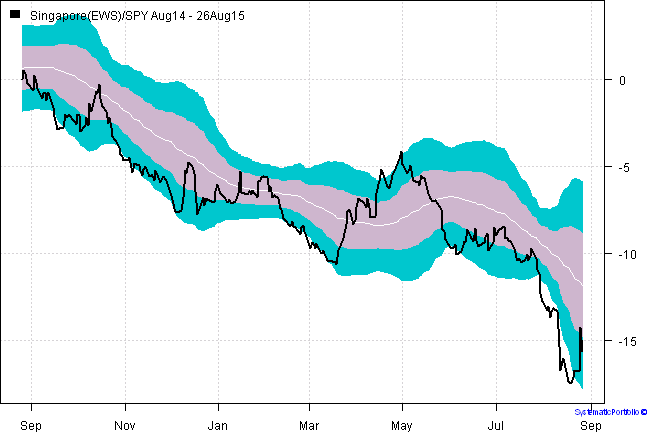 Singapore(EWS)/SPY Aug14 - 26Aug15
0
-5
-10
-15
Sep Nov Jan Mar May Jul Sep
SystematicPortfolio ©